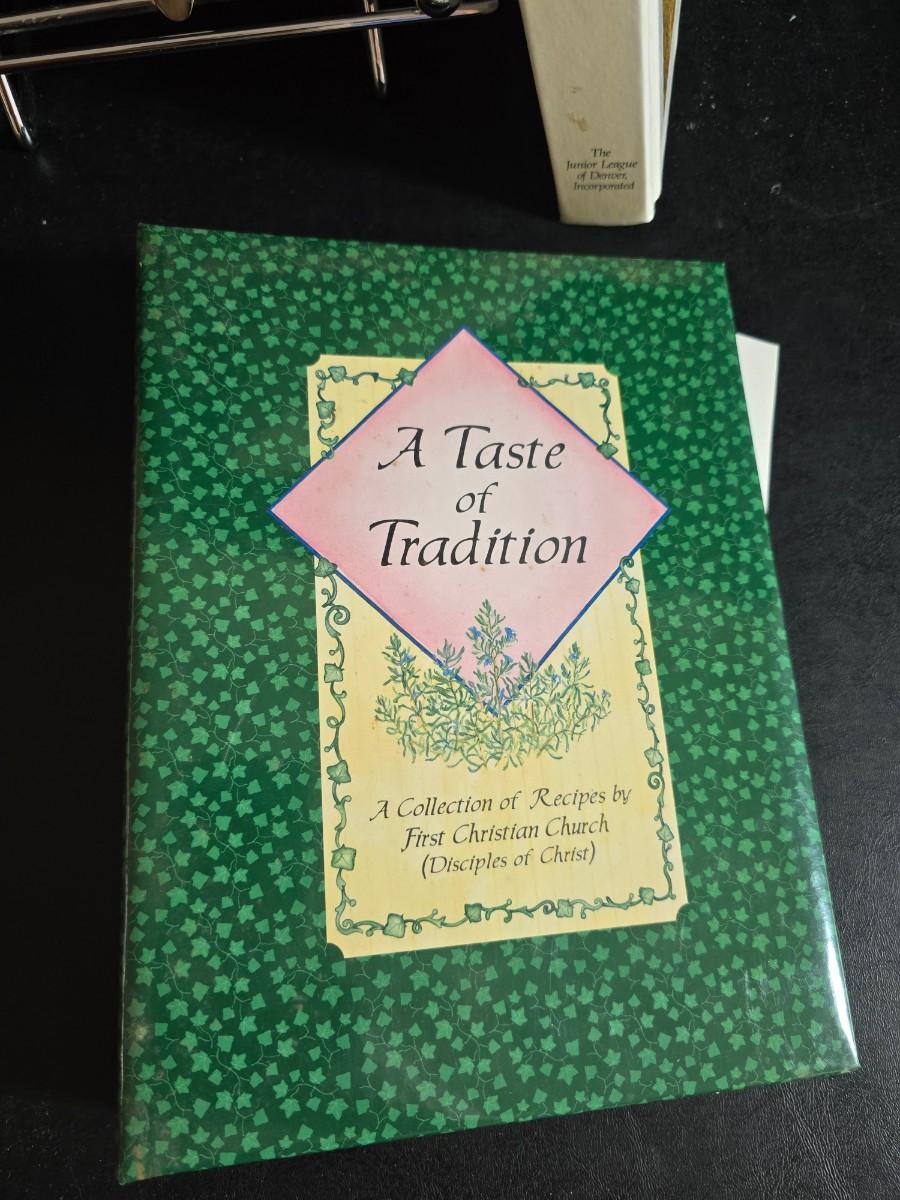 The
Junior League
of Denver,
Incorporated
A Taste
of
Tradition
A Collection of Recipes by
First Christian Church
(Disciples of Christ)